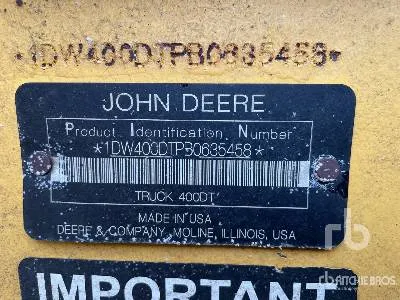 *1DW400DTPB0635458*
JOHN DEERE
Product Identification Number
*1DW400DTPB0635458*
TRUCK 400DT
MADE IN USA
DEERE & COMPANY, MOLINE, ILLINOIS, USA
IMPORTANT
rb
rb RITCHIE BROS